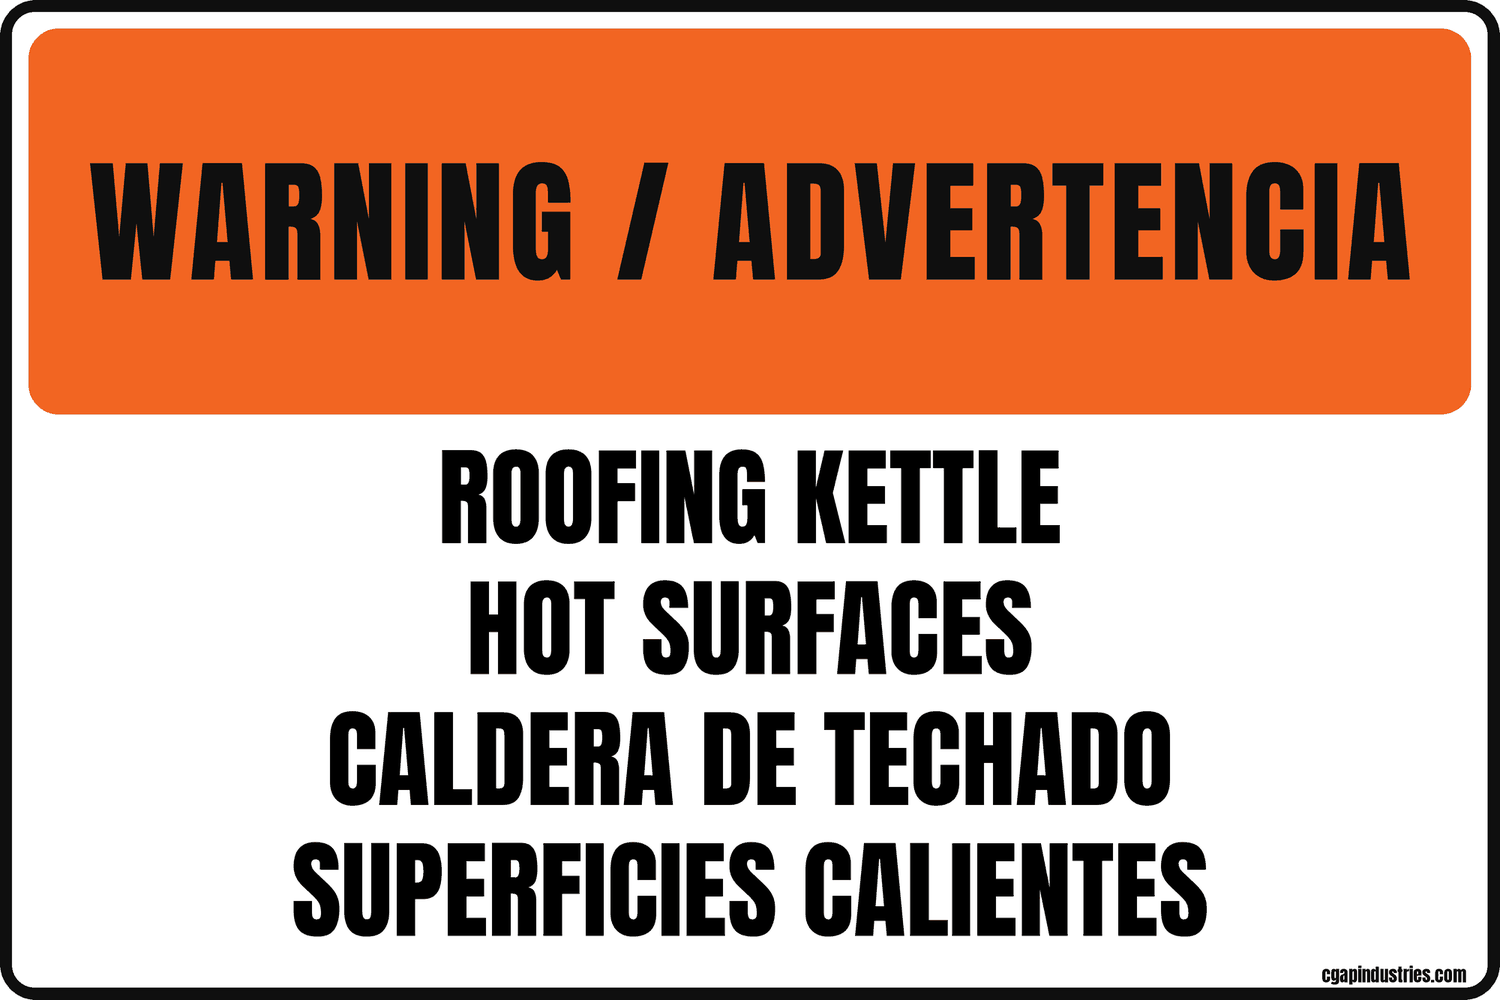 WARNING / ADVERTENCIA
ROOFING KETTLE
HOT SURFACES
CALDERA DE TECHADO
SUPERFICIES CALIENTES
cgapindustries.com